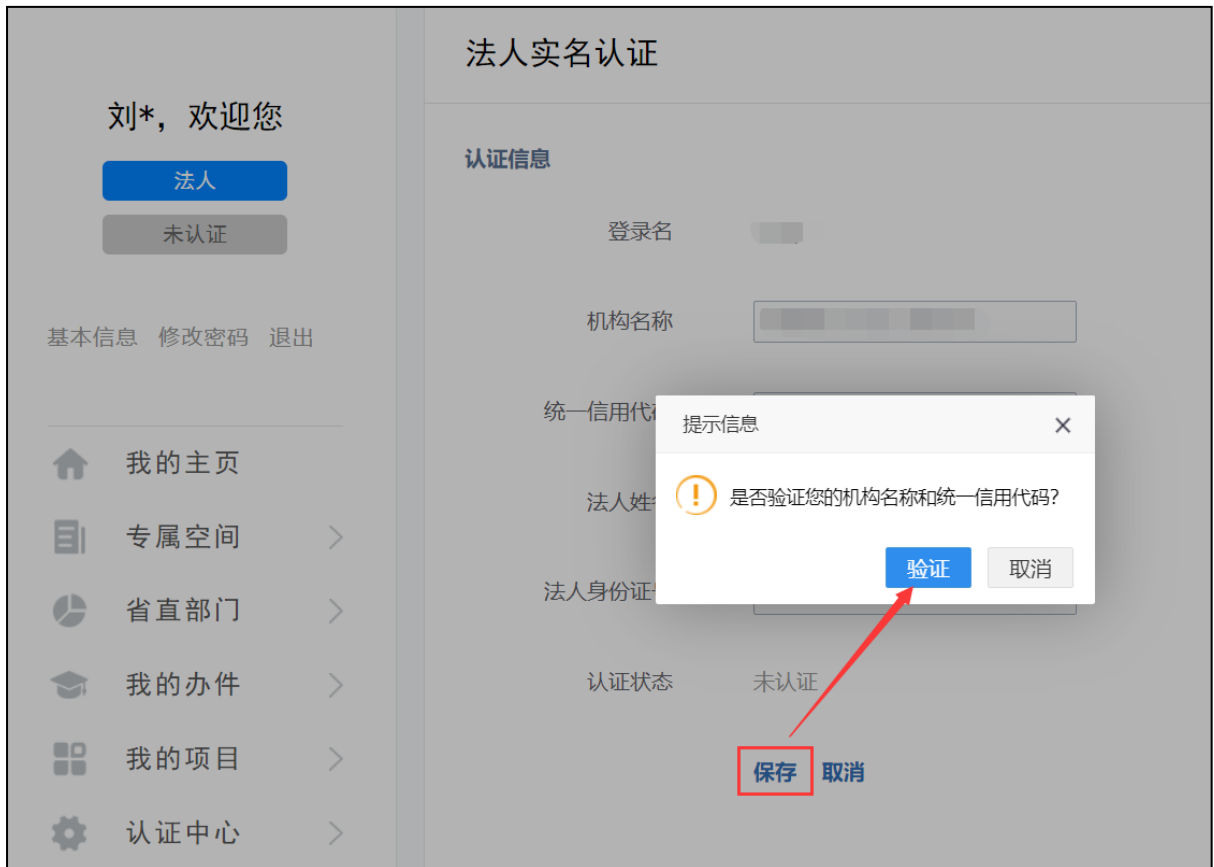 刘*，欢迎您
法人
未认证
基本信息 修改密码 退出
我的主页
专属空间
省直部门
我的办件
我的项目
认证中心
法人实名认证
认证信息
登录名
机构名称
统一信用代
法人姓
法人身份证
认证状态 未认证
保存 取消
提示信息
是否验证您的机构名称和统一信用代码?
验证 取消